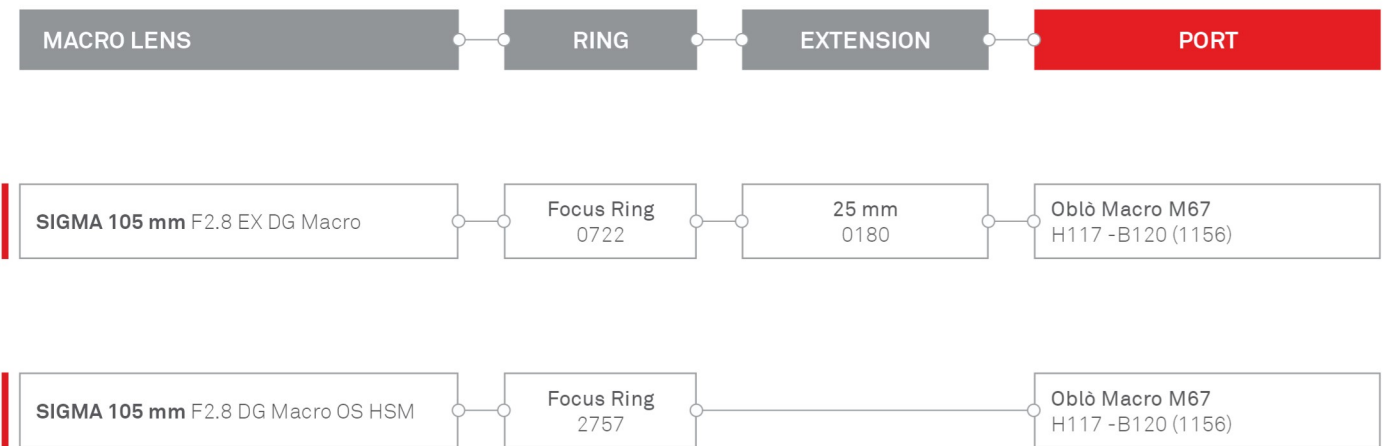 MACRO LENS RING EXTENSION PORT
SIGMA 105 mm F2.8 EX DG Macro
Focus Ring
0722
25 mm
0180
Oblò Macro M67
H117 -B120 (1156)
SIGMA 105 mm F2.8 DG Macro OS HSM
Focus Ring
2757
Oblò Macro M67
H117 -B120 (1156)